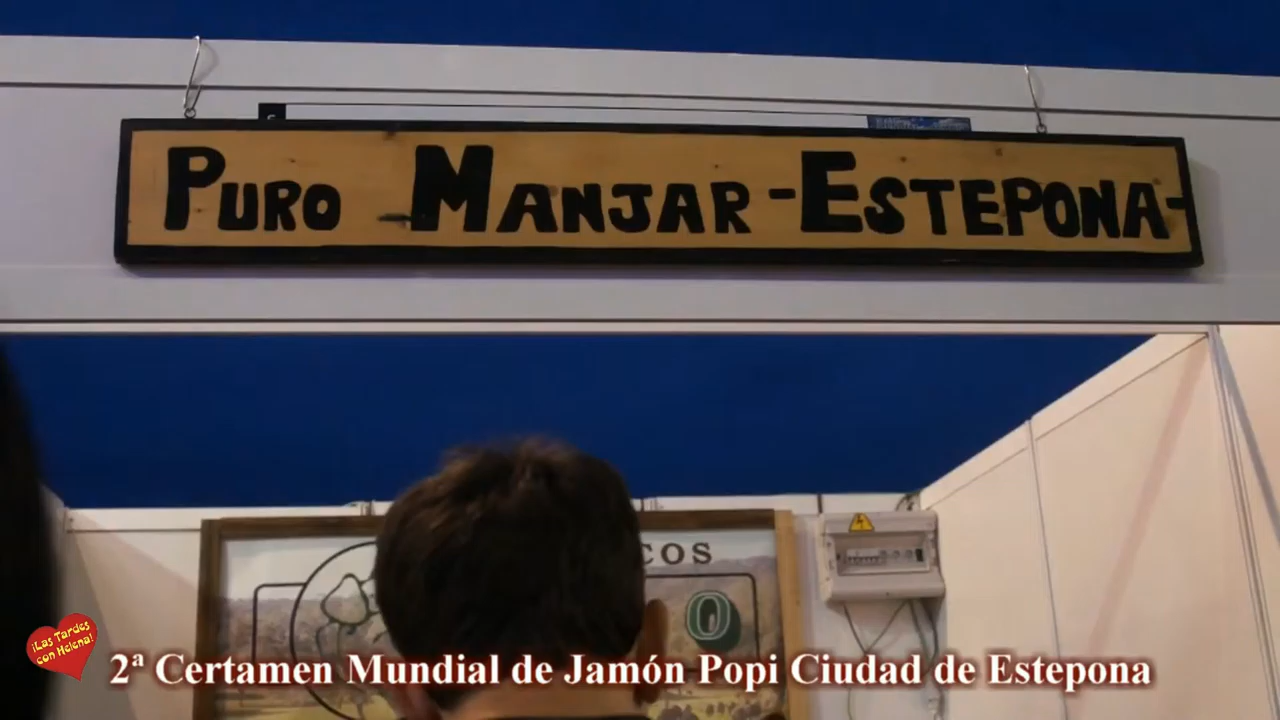 PURO MANJAR -ESTEPONA-
COS
O
¡Las Tardes
con Helena!
2ª Certamen Mundial de Jamón Popi Ciudad de Estepona